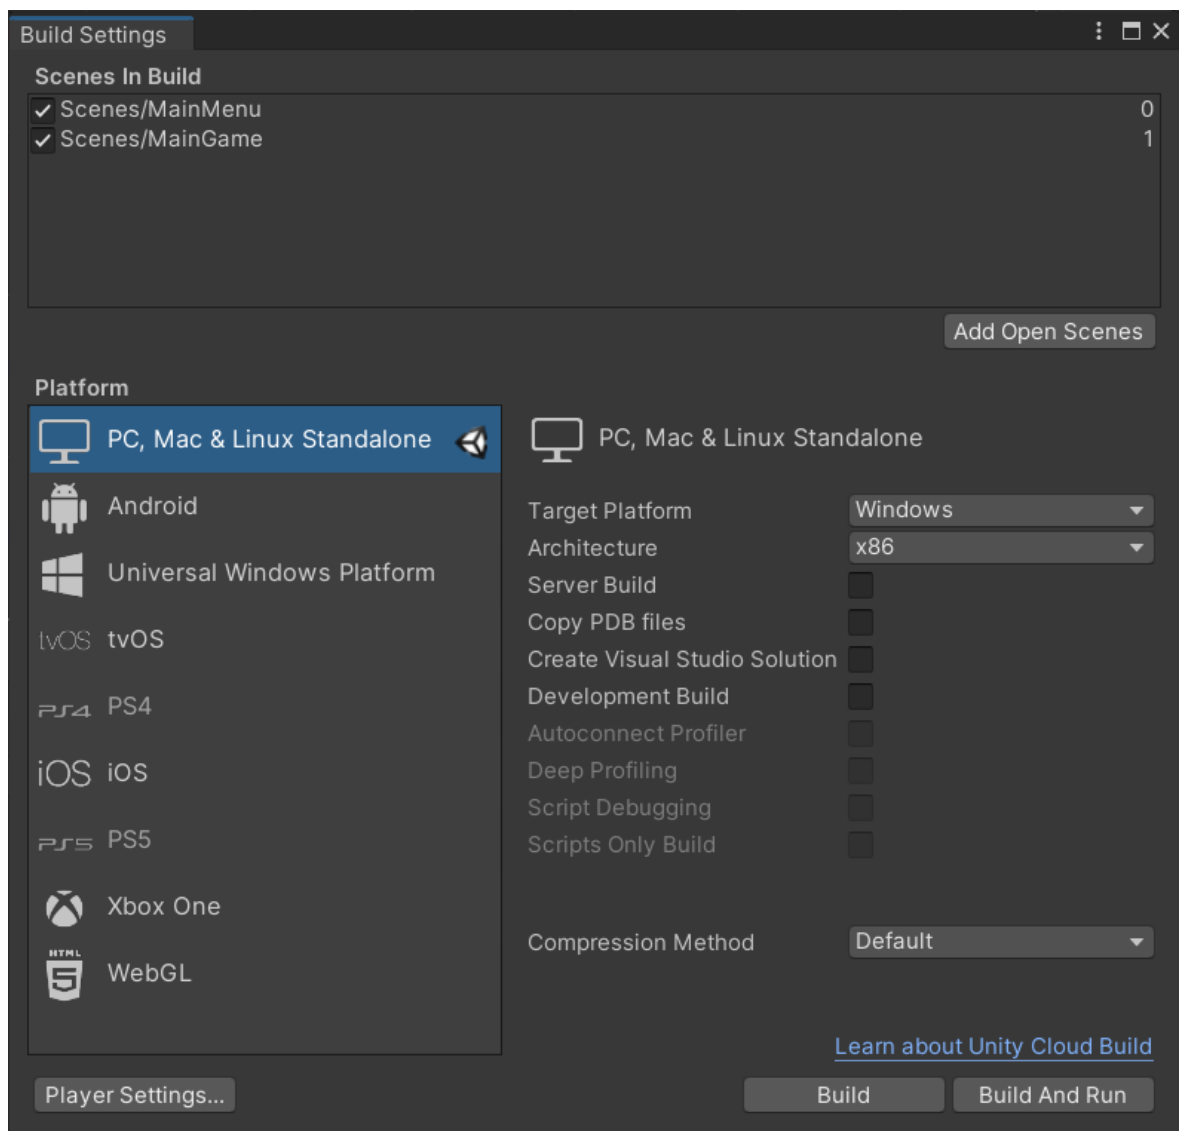 Build Settings
Scenes In Build
Scenes/MainMenu 0
Scenes/MainGame 1
Add Open Scenes
Platform
PC, Mac & Linux Standalone
Android
Universal Windows Platform
tvOS tvOS
PS4 PS4
iOS iOS
PS5 PS5
Xbox One
HTML
5 WebGL
PC, Mac & Linux Standalone
Target Platform Windows
Architecture x86
Server Build
Copy PDB files
Create Visual Studio Solution
Development Build
Autoconnect Profiler
Deep Profiling
Script Debugging
Scripts Only Build
Compression Method Default
Learn about Unity Cloud Build
Player Settings... Build Build And Run